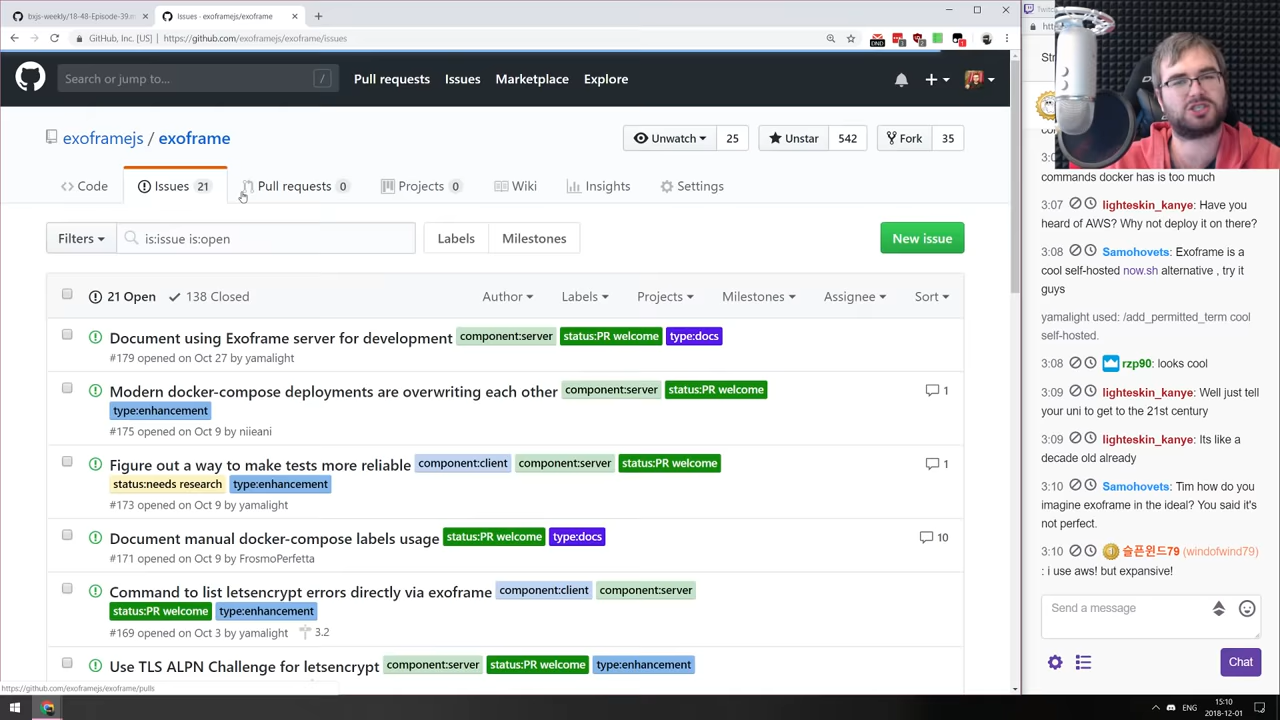 bxjs-weekly/18-48-Episode-39.m
Issues · exoframejs/exoframe
GitHub, Inc. [US] | https://github.com/exoframejs/exoframe/issues
Search or jump to...
/
Pull requests
Issues
Marketplace
Explore
exoframejs / exoframe
Unwatch 25
Unstar 542
Fork 35
Code
Issues 21
Pull requests 0
Projects 0
Wiki
Insights
Settings
Filters
is:issue is:open
Labels
Milestones
New issue
21 Open
138 Closed
Author
Labels
Projects
Milestones
Assignee
Sort
Document using Exoframe server for development component:server status:PR welcome type:docs
#179 opened on Oct 27 by yamalight
Modern docker-compose deployments are overwriting each other component:server status:PR welcome
1
type:enhancement
#175 opened on Oct 9 by niieani
Figure out a way to make tests more reliable component:client component:server status:PR welcome
1
status:needs research type:enhancement
#173 opened on Oct 9 by yamalight
Document manual docker-compose labels usage status:PR welcome type:docs
10
#171 opened on Oct 9 by FrosmoPerfetta
Command to list letsencrypt errors directly via exoframe component:client component:server
status:PR welcome type:enhancement
#169 opened on Oct 3 by yamalight 3.2
Use TLS ALPN Challenge for letsencrypt component:server status:PR welcome type:enhancement
https://github.com/exoframejs/exoframe/pulls
commands docker has is too much
3:07 lighteskin_kanye: Have you
heard of AWS? Why not deploy it on there?
3:08 Samohovets: Exoframe is a
cool self-hosted now.sh alternative , try it
guys
yamalight used: /add_permitted_term cool
self-hosted.
3:08 rzp90: looks cool
3:09 lighteskin_kanye: Well just tell
your uni to get to the 21st century
3:09 lighteskin_kanye: Its like a
decade old already
3:10 Samohovets: Tim how do you
imagine exoframe in the ideal? You said it's
not perfect.
3:10 슬픈윈드79 (windofwind79)
: i use aws! but expansive!
Send a message
Chat
ENG
15:10
2018-12-01